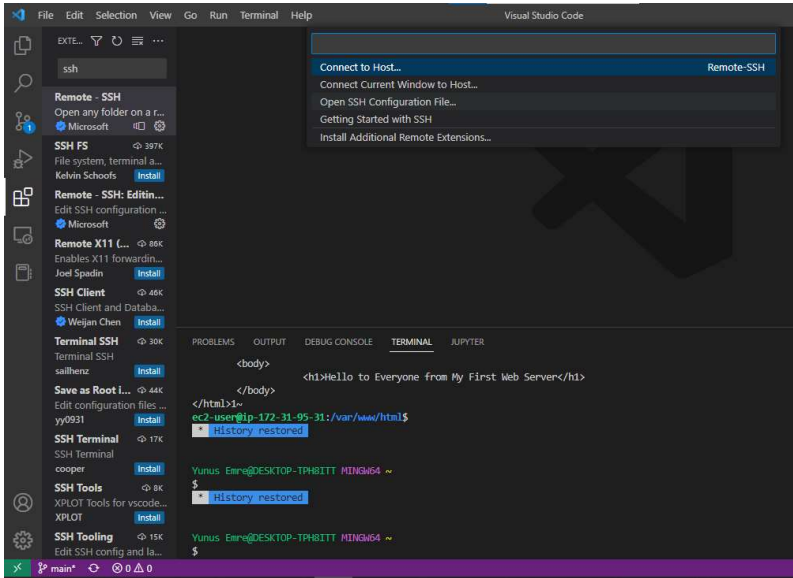 File Edit Selection View Go Run Terminal Help
Visual Studio Code
EXTE...
ssh
Remote - SSH
Open any folder on a r...
Microsoft
SSH FS 397K
File system, terminal a...
Kelvin Schoofs Install
Remote - SSH: Editin...
Edit SSH configuration ...
Microsoft
Remote X11 (... 86K
Enables X11 forwardin...
Joel Spadin Install
SSH Client 46K
SSH Client and Databa...
Weijan Chen Install
Terminal SSH 30K
Terminal SSH
sailhenz Install
Save as Root i... 44K
Edit configuration files ...
yy0931 Install
SSH Terminal 17K
SSH Terminal
cooper Install
SSH Tools 8K
XPLOT Tools for vscode...
XPLOT Install
SSH Tooling 15K
Edit SSH config and la...
Connect to Host... Remote-SSH
Connect Current Window to Host...
Open SSH Configuration File...
Getting Started with SSH
Install Additional Remote Extensions...
PROBLEMS OUTPUT DEBUG CONSOLE TERMINAL JUPYTER
<body>
<h1>Hello to Everyone from My First Web Server</h1>
</body>
</html>1~
ec2-user@ip-172-31-95-31:/var/www/html$
* History restored
Yunus Emre@DESKTOP-TPH8ITT MINGW64 ~
$
* History restored
Yunus Emre@DESKTOP-TPH8ITT MINGW64 ~
$
1
main* 0 0